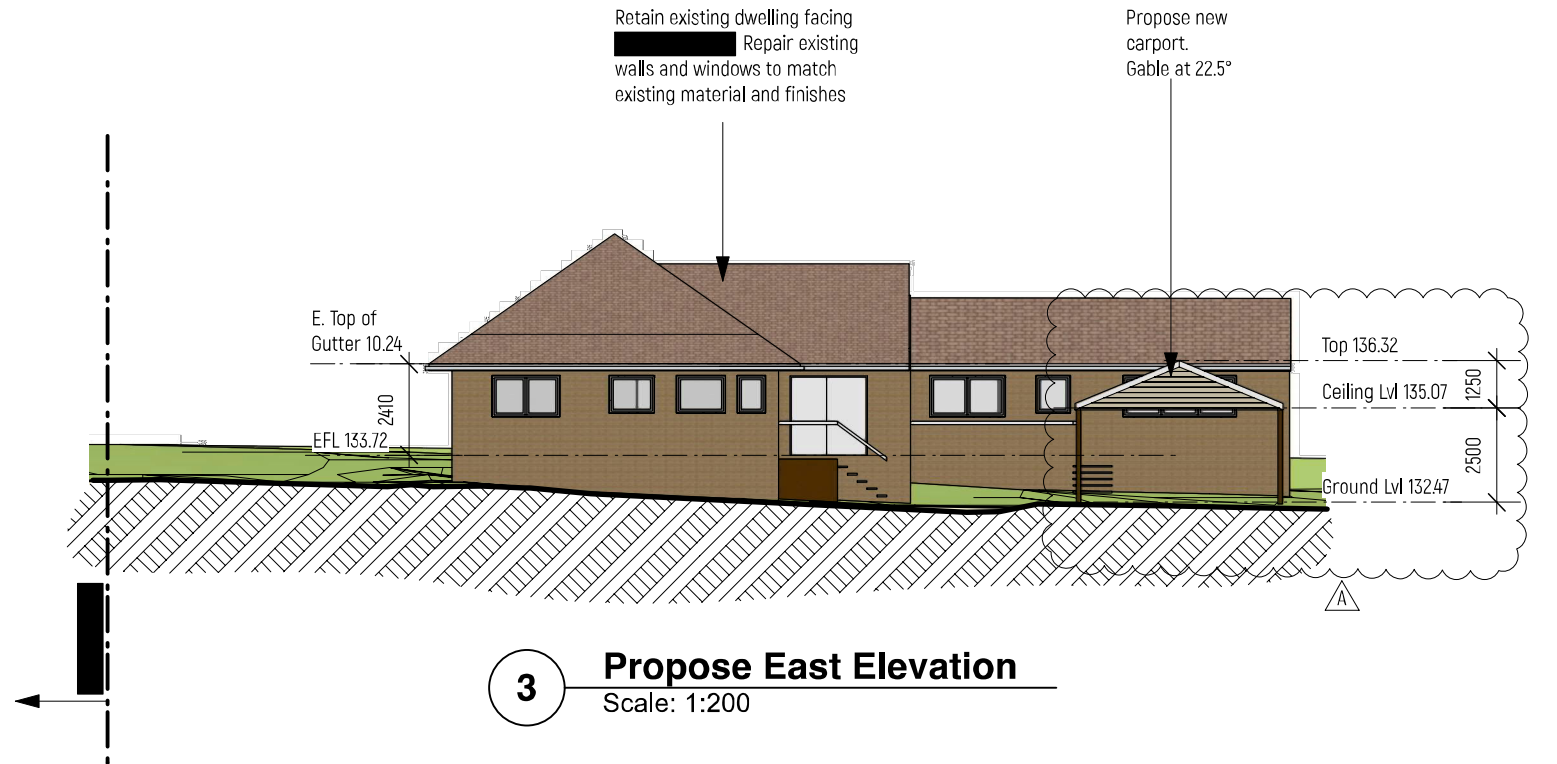 Retain existing dwelling facing
Repair existing
walls and windows to match
existing material and finishes
Propose new
carport.
Gable at 22.5°
E. Top of
Gutter 10.24
2410
EFL 133.72
Top 136.32
1250
Ceiling Lvl 135.07
2500
Ground Lvl 132.47
A
3
Propose East Elevation
Scale: 1:200